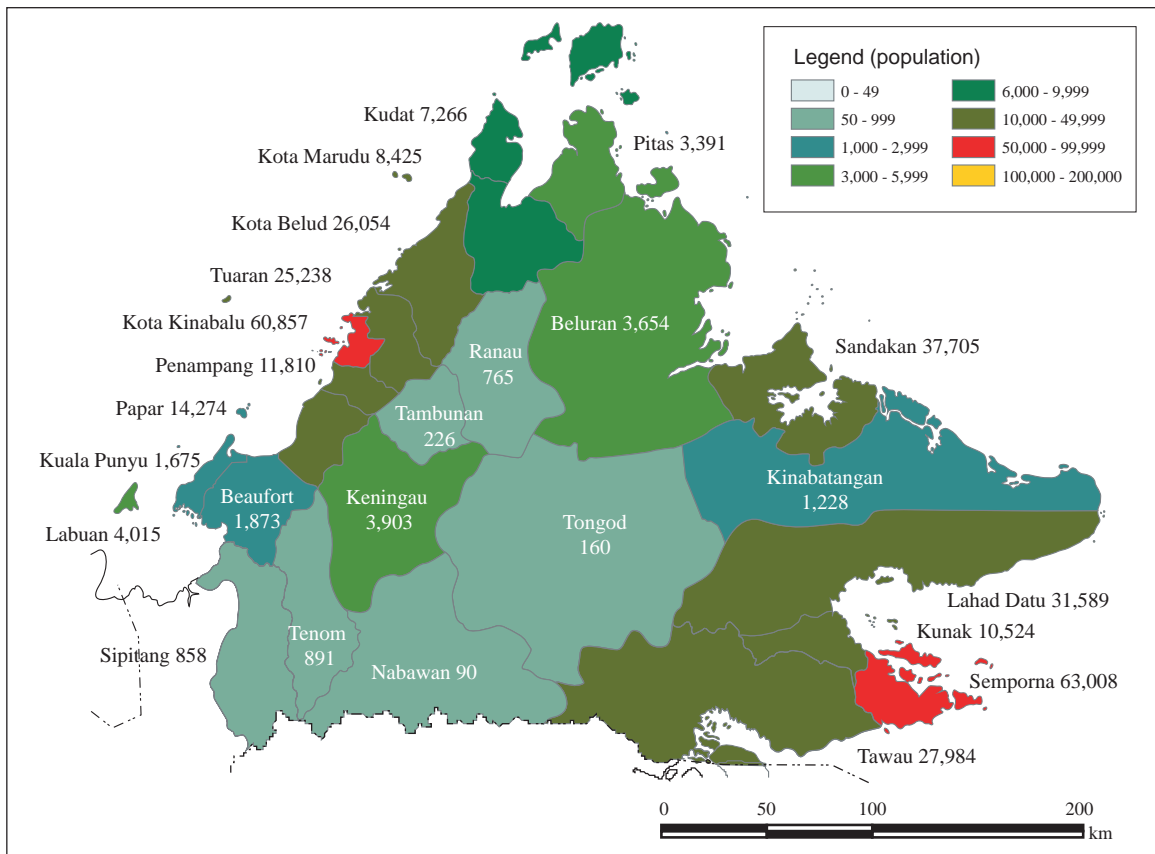 Legend (population)
0 - 49
50 - 999
1,000 - 2,999
3,000 - 5,999
6,000 - 9,999
10,000 - 49,999
50,000 - 99,999
100,000 - 200,000
Kudat 7,266
Kota Marudu 8,425
Pitas 3,391
Kota Belud 26,054
Tuaran 25,238
Kota Kinabalu 60,857
Beluran 3,654
Penampang 11,810
Ranau
765
Sandakan 37,705
Papar 14,274
Tambunan
226
Kuala Punyu 1,675
Beaufort
1,873
Keningau
3,903
Kinabatangan
1,228
Labuan 4,015
Tongod
160
Lahad Datu 31,589
Kunak 10,524
Sipitang 858
Tenom
891
Nabawan 90
Semporna 63,008
Tawau 27,984
0 50 100 200
km